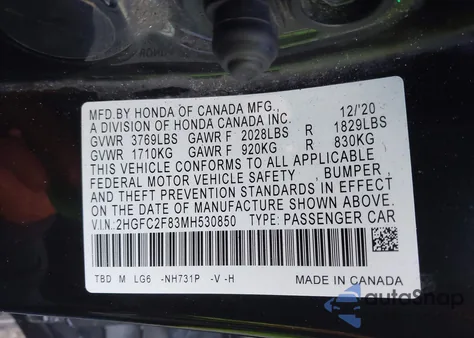 MFD.BY HONDA OF CANADA MFG., 12/'20
A DIVISION OF HONDA CANADA INC.
GVWR 3769LBS GAWR F 2028LBS R 1829LBS
GVWR 1710KG GAWR F 920KG R 830KG
THIS VEHICLE CONFORMS TO ALL APPLICABLE
FEDERAL MOTOR VEHICLE SAFETY, BUMPER,
AND THEFT PREVENTION STANDARDS IN EFFECT
ON THE DATE OF MANUFACTURE SHOWN ABOVE.
V.I.N: 2HGFC2F83MH530850 TYPE: PASSENGER CAR
TBD M LG6 -NH731P -V -H MADE IN CANADA
autoSnap